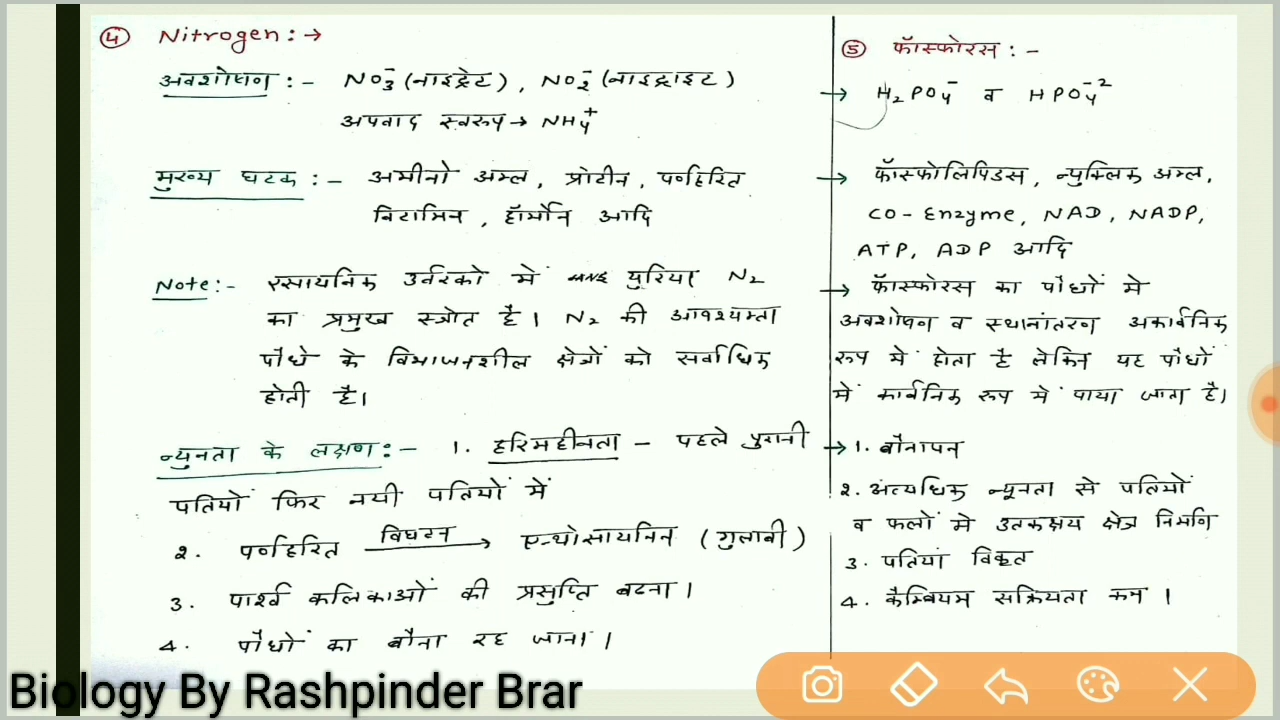 ④ Nitrogen : →
अवशोषण :- NO₃⁻ (नाइट्रेट) , NO₂⁻ (नाइट्राइट)
अपवाद स्वरुप → NH₄⁺
मुख्य घटक :- अमीनो अम्ल , प्रोटीन , पर्णहरित
विटामिन , हॉर्मोन आदि
Note :- रसायनिक उर्वरको में युरिया N₂
का प्रमुख स्त्रोत है । N₂ की आवश्यकता
पौधे के विभाजनशील क्षेत्रों को सर्वाधिक
होती है ।
न्युनता के लक्षण :- 1. हरिमहीनता - पहले पुरानी
पतियों फिर नयी पतियों में
2. पर्णहरित विघटन → एन्थोसायनिन (गुलाबी)
3. पार्श्व कलिकाओं की प्रसुप्ति बढना ।
4. पौधों का बौना रह जाना ।
⑤ फॉस्फोरस :-
→ H₂PO₄⁻ व HPO₄⁻²
→ फॉस्फोलिपिडस , न्युक्लिक अम्ल ,
CO - Enzyme , NAD , NADP ,
ATP , ADP आदि
→ फॉस्फोरस का पौधों मे
अवशोषण व स्थानांतरण अकार्बनिक
रुप में होता है लेकिन यह पौधों
में कार्बनिक रुप में पाया जाता है ।
→ 1. बौनापन
2. अत्यधिक न्यूनता से पतियों
व फलों मे उतकक्षय क्षेत्र निर्माण
3. पतियां विकृत
4. कैम्बियम सक्रियता कम ।
Biology By Rashpinder Brar